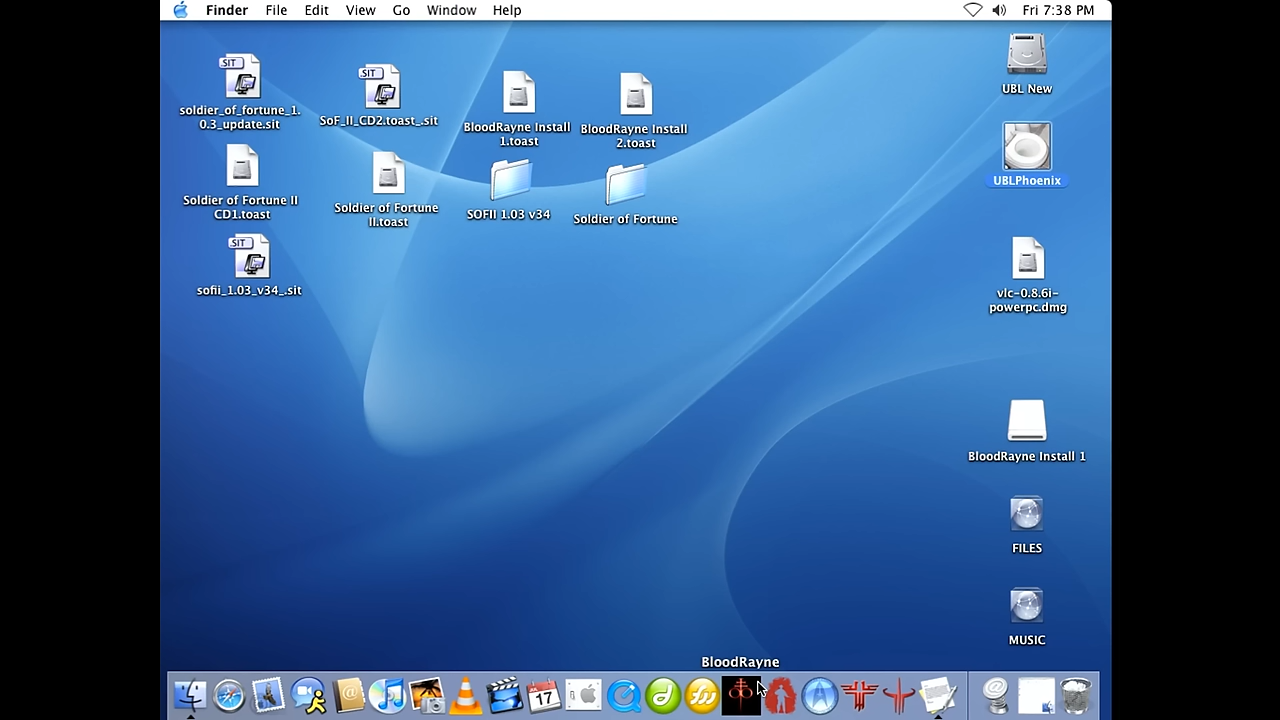 Finder File Edit View Go Window Help Fri 7:38 PM
SIT
soldier_of_fortune_1.
0.3_update.sit
SIT
SoF_II_CD2.toast_.sit
BloodRayne Install
1.toast
BloodRayne Install
2.toast
UBL New
Soldier of Fortune II
CD1.toast
Soldier of Fortune
II.toast
SOFII 1.03 v34
Soldier of Fortune
UBLPhoenix
SIT
sofii_1.03_v34_.sit
vlc-0.8.6i-
powerpc.dmg
BloodRayne Install 1
FILES
MUSIC
BloodRayne
17